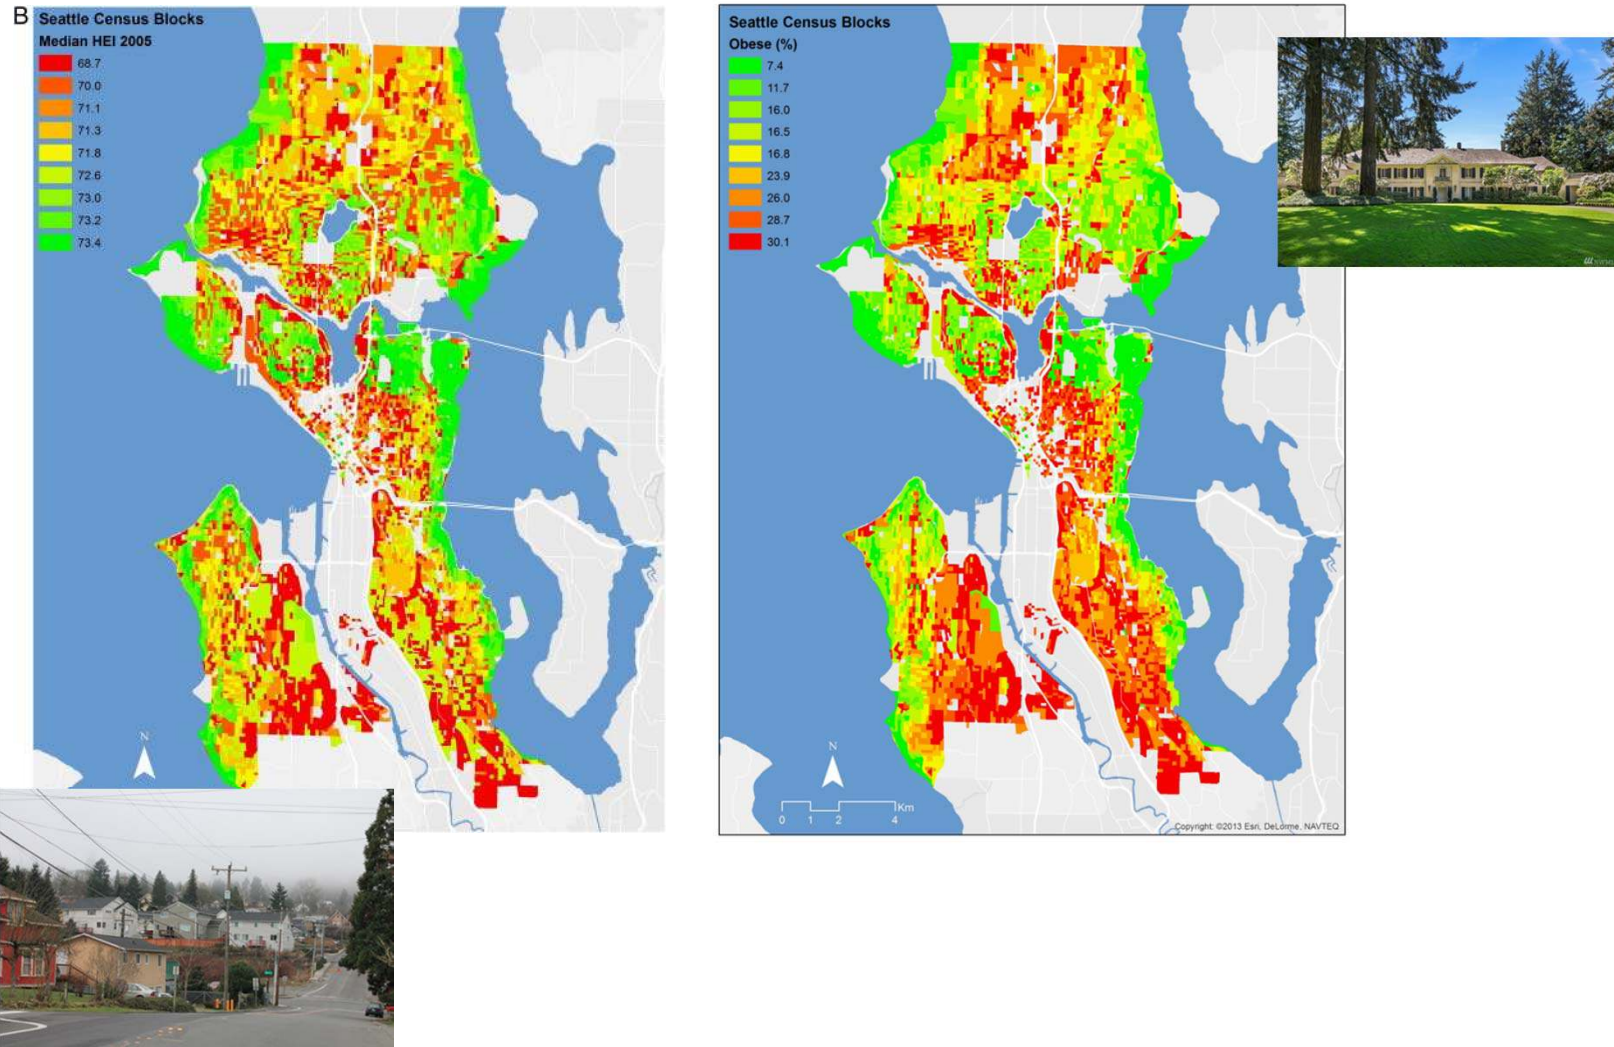 B
Seattle Census Blocks
Median HEI 2005
68.7
70.0
71.1
71.3
71.8
72.6
73.0
73.2
73.4
N
Seattle Census Blocks
Obese (%)
7.4
11.7
16.0
16.5
16.8
23.9
26.0
28.7
30.1
N
Km
0 1 2 4
Copyright: ©2013 Esri, DeLorme, NAVTEQ